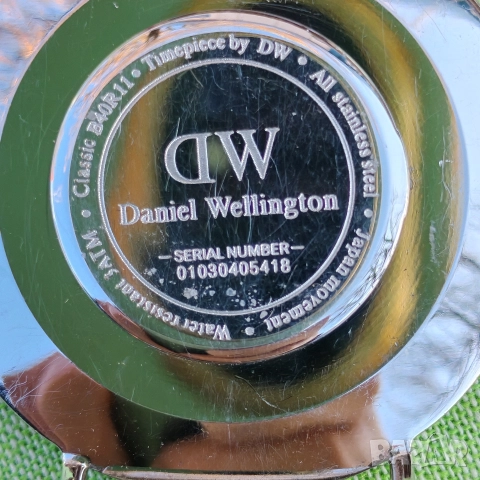 Classic B40R11 • Timepiece by DW • All stainless steel • Japan movement • Water resistant 3ATM •
DW
Daniel Wellington
SERIAL NUMBER
01030405418